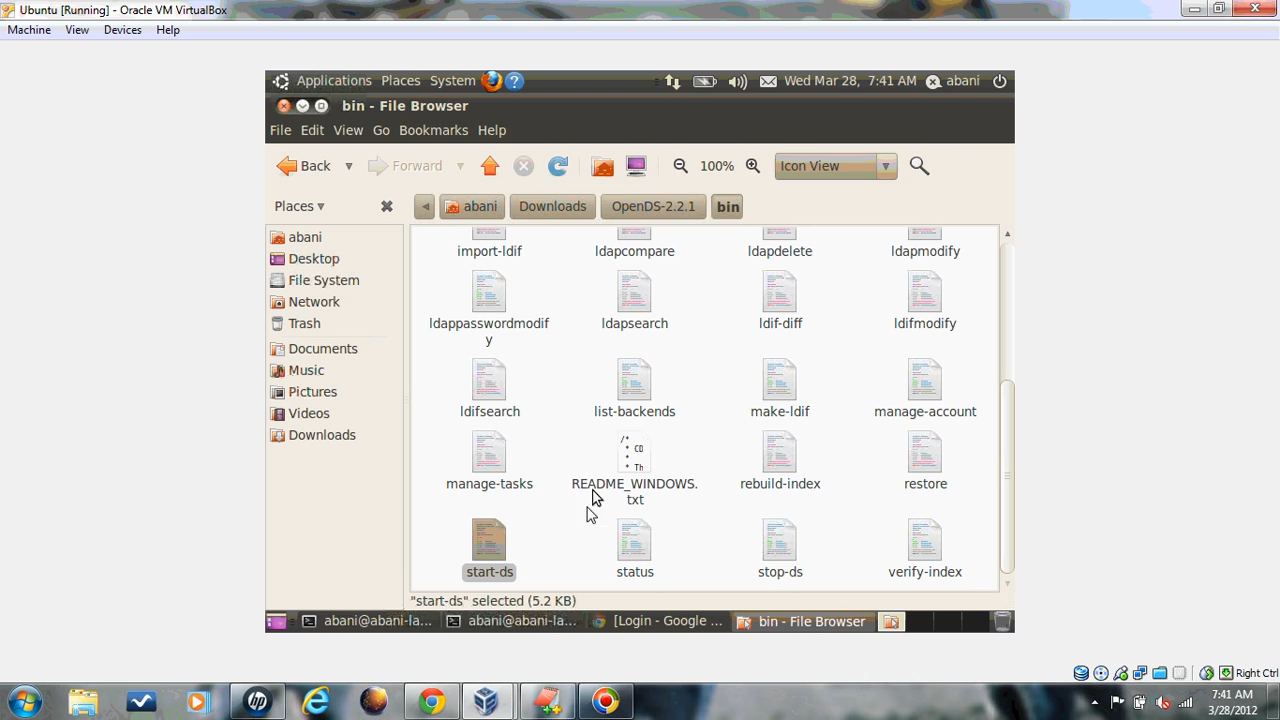 Ubuntu [Running] - Oracle VM VirtualBox
Machine View Devices Help
Applications Places System Wed Mar 28, 7:41 AM abani
bin - File Browser
File Edit View Go Bookmarks Help
Back Forward 100% Icon View
Places abani Downloads OpenDS-2.2.1 bin
abani
Desktop
File System
Network
Trash
Documents
Music
Pictures
Videos
Downloads
import-ldif ldapcompare ldapdelete ldapmodify
ldappasswordmodif
y
ldapsearch ldif-diff ldifmodify
ldifsearch list-backends make-ldif manage-account
/*
* CD
* Th
manage-tasks README_WINDOWS.
txt
rebuild-index restore
start-ds status stop-ds verify-index
"start-ds" selected (5.2 KB)
abani@abani-la... abani@abani-la... [Login - Google ... bin - File Browser
Right Ctrl
hp
7:41 AM
3/28/2012